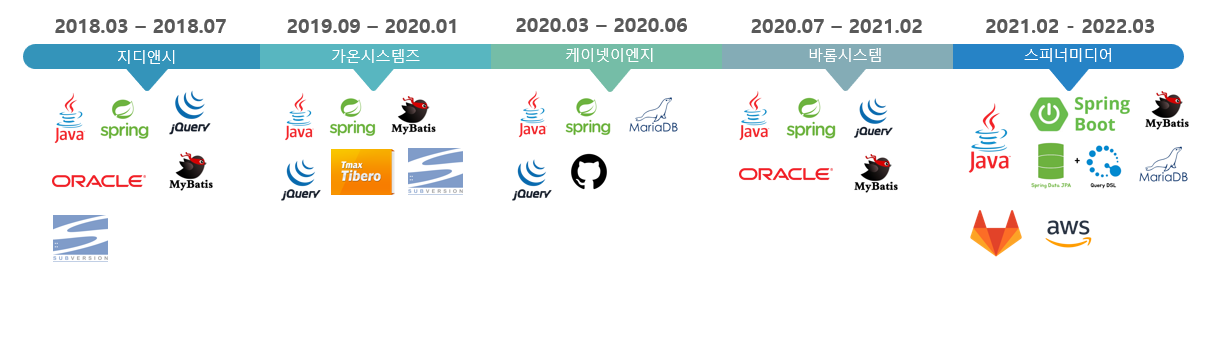 2018.03 – 2018.07
2019.09 – 2020.01
2020.03 – 2020.06
2020.07 – 2021.02
2021.02 - 2022.03
지디앤시
가온시스템즈
케이넷이엔지
바롬시스템
스피너미디어
Java
spring
jQuery
ORACLE
MyBatis
SUBVERSION
Java
spring
MyBatis
jQuery
Tmax
Tibero
SUBVERSION
Java
spring
MariaDB
jQuery
Java
spring
jQuery
ORACLE
MyBatis
Java
Spring
Boot
MyBatis
Spring Data JPA
+
Query DSL
MariaDB
aws